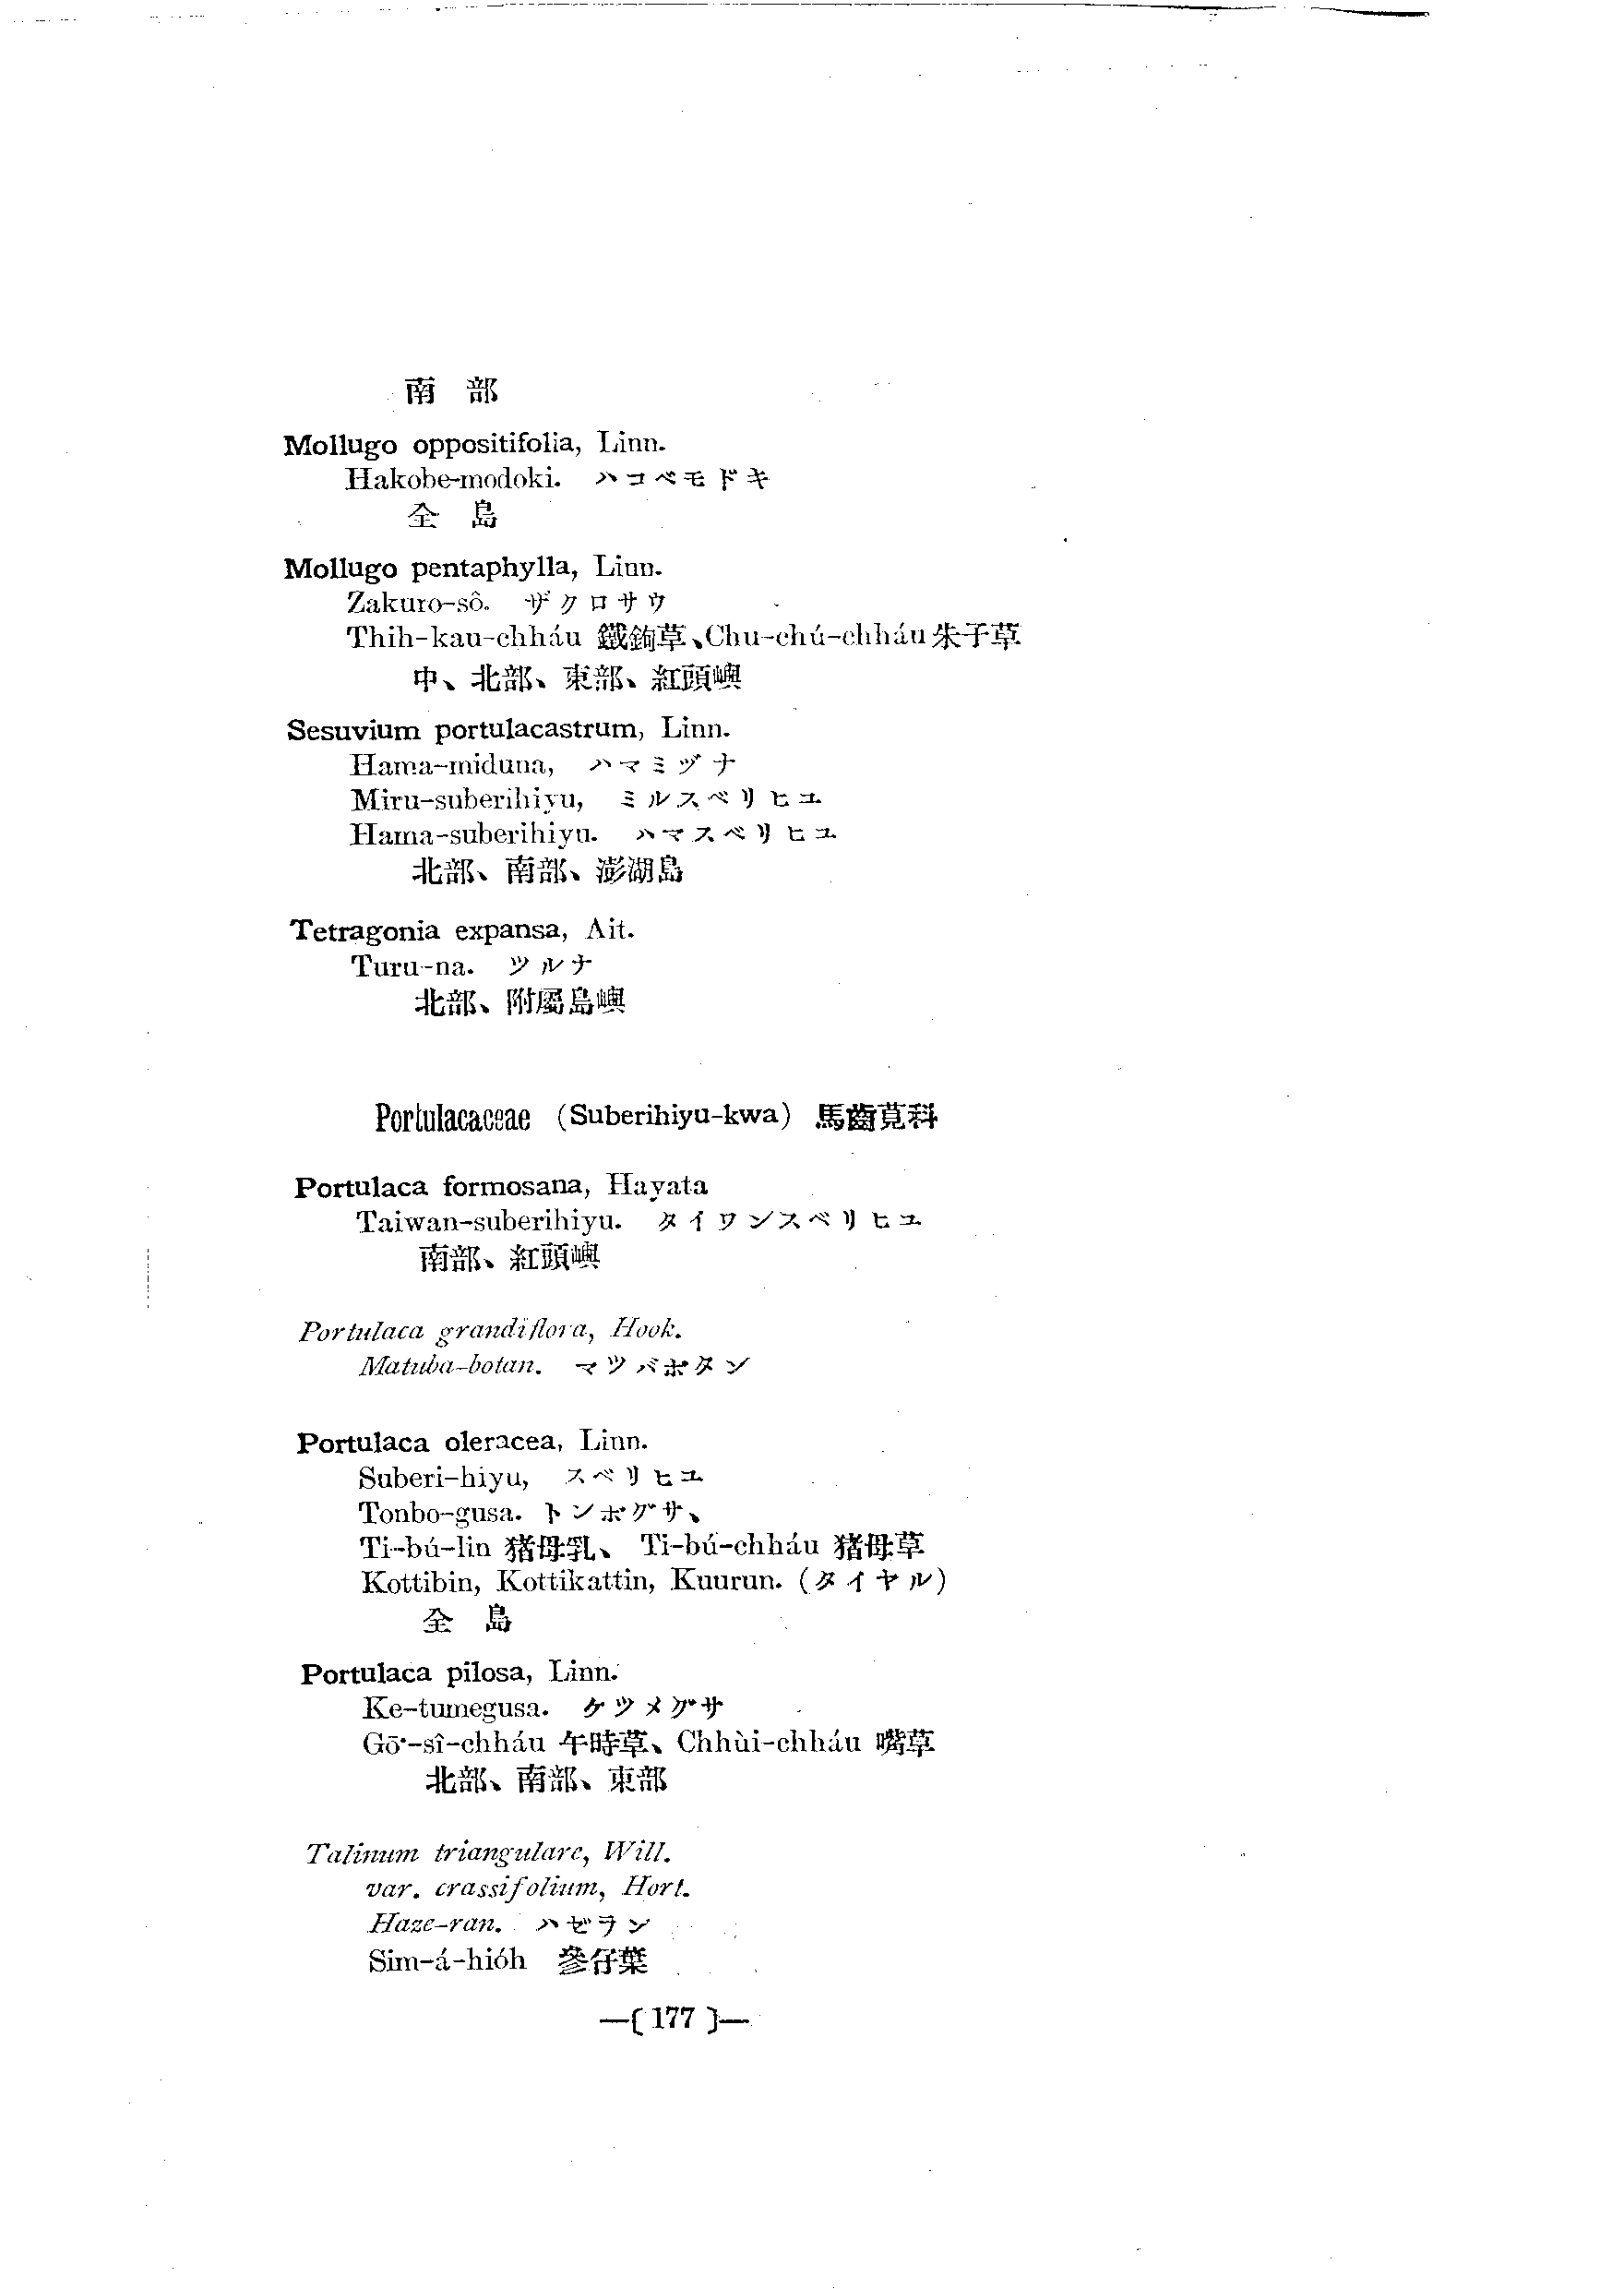 南 部
Mollugo oppositifolia, Linn.
Hakobe-modoki. ハコベモドキ
全 島
Mollugo pentaphylla, Linn.
Zakuro-sô. ザクロサウ
Thih-kau-chháu 鐵鉤草、Chu-chú-chháu 朱子草
中、北部、東部、紅頭嶼
Sesuvium portulacastrum, Linn.
Hama-miduna, ハマミヅナ
Miru-suberihiyu, ミルスベリヒユ
Hama-suberihiyu. ハマスベリヒユ
北部、南部、澎湖島
Tetragonia expansa, Ait.
Turu-na. ツルナ
北部、附屬島嶼
Portulacaceae (Suberihiyu-kwa) 馬齒莧科
Portulaca formosana, Hayata
Taiwan-suberihiyu. タイワンスベリヒユ
南部、紅頭嶼
Portulaca grandiflora, Hook.
Matuba-botan. マツバボタン
Portulaca oleracea, Linn.
Suberi-hiyu, スベリヒユ
Tonbo-gusa. トンボグサ、
Ti-bú-lin 猪母乳、 Ti-bú-chháu 猪母草
Kottibin, Kottikattin, Kuurun. (タイヤル)
全 島
Portulaca pilosa, Linn.
Ke-tumegusa. ケツメグサ
Gō·-sî-chháu 午時草、Chhùi-chháu 嘴草
北部、南部、東部
Talinum triangulare, Will.
var. crassifolium, Hort.
Haze-ran. ハゼラン
Sim-á-hióh 參仔葉
—( 177 )—